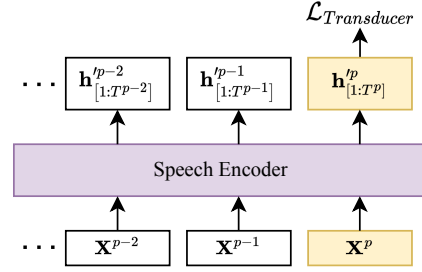 $\mathcal{L}_{Transducer}$
... $\mathbf{h}'^{p-2}_{[1:T^{p-2}]}$ $\mathbf{h}'^{p-1}_{[1:T^{p-1}]}$ $\mathbf{h}'^{p}_{[1:T^{p}]}$
Speech Encoder
... $\mathbf{X}^{p-2}$ $\mathbf{X}^{p-1}$ $\mathbf{X}^{p}$